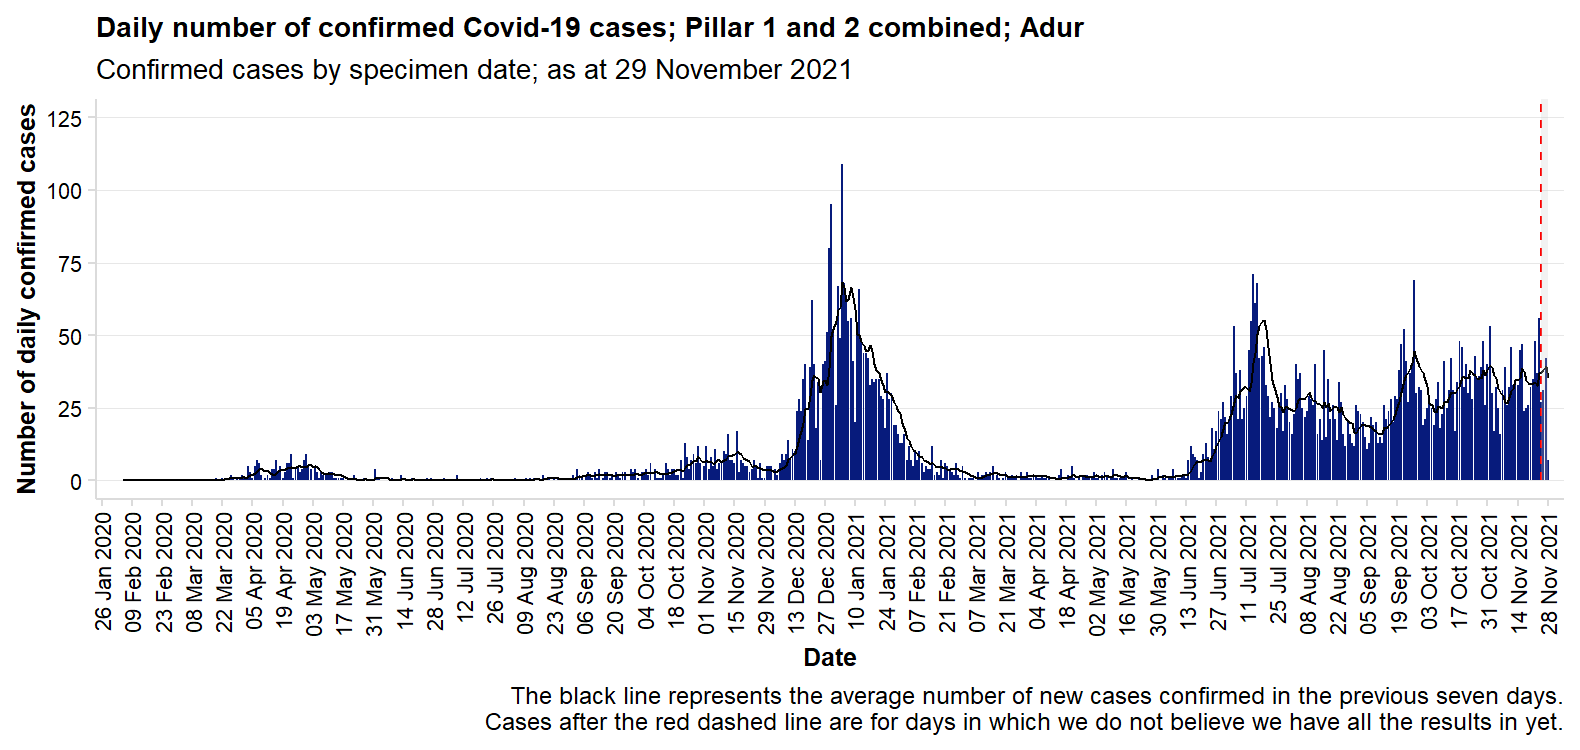 Daily number of confirmed Covid-19 cases; Pillar 1 and 2 combined; Adur
Confirmed cases by specimen date; as at 29 November 2021
Number of daily confirmed cases
125
100
75
50
25
0
26 Jan 2020
09 Feb 2020
23 Feb 2020
08 Mar 2020
22 Mar 2020
05 Apr 2020
19 Apr 2020
03 May 2020
17 May 2020
31 May 2020
14 Jun 2020
28 Jun 2020
12 Jul 2020
26 Jul 2020
09 Aug 2020
23 Aug 2020
06 Sep 2020
20 Sep 2020
04 Oct 2020
18 Oct 2020
01 Nov 2020
15 Nov 2020
29 Nov 2020
13 Dec 2020
27 Dec 2020
10 Jan 2021
24 Jan 2021
07 Feb 2021
21 Feb 2021
07 Mar 2021
21 Mar 2021
04 Apr 2021
18 Apr 2021
02 May 2021
16 May 2021
30 May 2021
13 Jun 2021
27 Jun 2021
11 Jul 2021
25 Jul 2021
08 Aug 2021
22 Aug 2021
05 Sep 2021
19 Sep 2021
03 Oct 2021
17 Oct 2021
31 Oct 2021
14 Nov 2021
28 Nov 2021
Date
The black line represents the average number of new cases confirmed in the previous seven days.
Cases after the red dashed line are for days in which we do not believe we have all the results in yet.